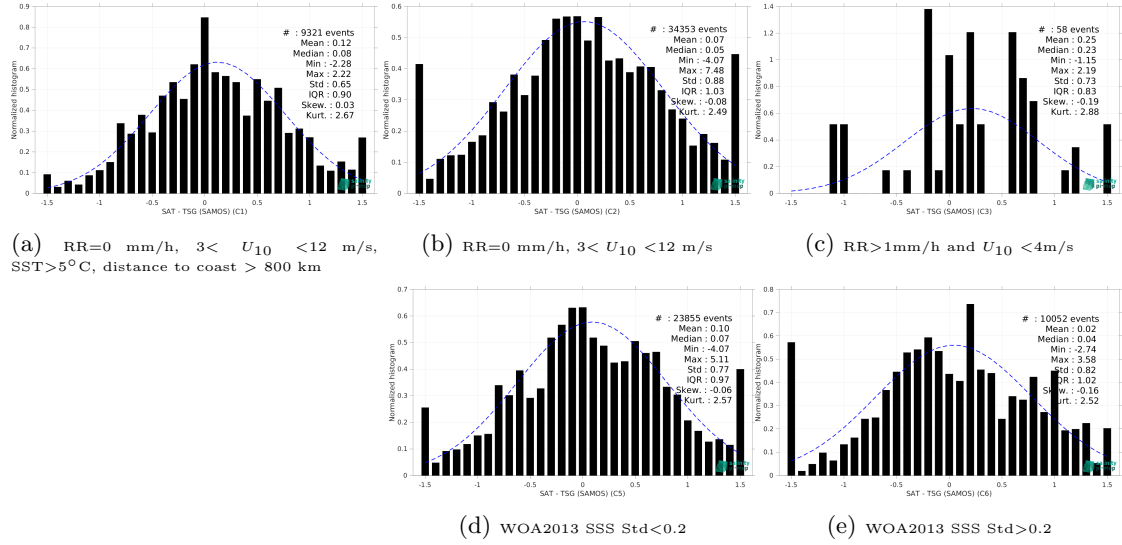 0.9
0.8
0.7
0.6
0.5
0.4
0.3
0.2
0.1
0
Normalized histogram
# : 9321 events
Mean : 0.12
Median : 0.08
Min : -2.28
Max : 2.22
Std : 0.65
IQR : 0.90
Skew. : 0.03
Kurt. : 2.67
-1.5 -1 -0.5 0 0.5 1 1.5
SAT - TSG (SAMOS) (C1)
(a) RR=0 mm/h, 3< U10 <12 m/s,
SST>5°C, distance to coast > 800 km
0.6
0.5
0.4
0.3
0.2
0.1
0
Normalized histogram
# : 34353 events
Mean : 0.07
Median : 0.05
Min : -4.07
Max : 7.48
Std : 0.88
IQR : 1.03
Skew. : -0.08
Kurt. : 2.49
-1.5 -1 -0.5 0 0.5 1 1.5
SAT - TSG (SAMOS) (C2)
(b) RR=0 mm/h, 3< U10 <12 m/s
1.4
1.2
1
0.8
0.6
0.4
0.2
0
Normalized histogram
# : 58 events
Mean : 0.25
Median : 0.23
Min : -1.15
Max : 2.19
Std : 0.73
IQR : 0.83
Skew. : -0.19
Kurt. : 2.88
-1.5 -1 -0.5 0 0.5 1 1.5
SAT - TSG (SAMOS) (C3)
(c) RR>1mm/h and U10 <4m/s
0.7
0.6
0.5
0.4
0.3
0.2
0.1
0
Normalized histogram
# : 23855 events
Mean : 0.10
Median : 0.07
Min : -4.07
Max : 5.11
Std : 0.77
IQR : 0.97
Skew. : -0.06
Kurt. : 2.57
-1.5 -1 -0.5 0 0.5 1 1.5
SAT - TSG (SAMOS) (C5)
(d) WOA2013 SSS Std<0.2
0.8
0.7
0.6
0.5
0.4
0.3
0.2
0.1
0
Normalized histogram
# : 10052 events
Mean : 0.02
Median : 0.04
Min : -2.74
Max : 3.58
Std : 0.82
IQR : 1.02
Skew. : -0.16
Kurt. : 2.52
-1.5 -1 -0.5 0 0.5 1 1.5
SAT - TSG (SAMOS) (C6)
(e) WOA2013 SSS Std>0.2